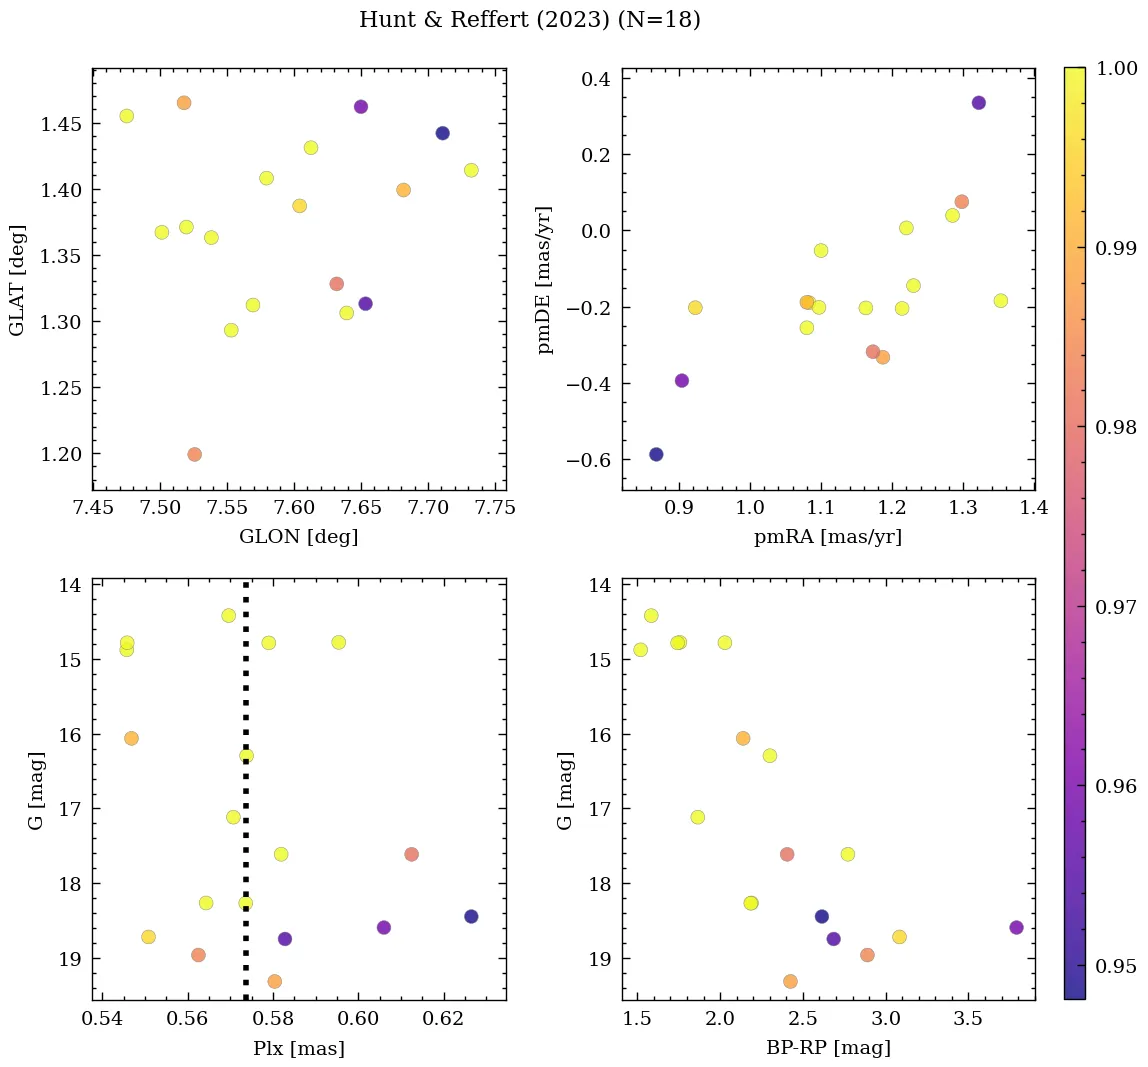 Hunt & Reffert (2023) (N=18)
1.45
1.40
1.35
1.30
1.25
1.20
GLAT [deg]
7.45 7.50 7.55 7.60 7.65 7.70 7.75
GLON [deg]
0.4
0.2
0.0
−0.2
−0.4
−0.6
pmDE [mas/yr]
0.9 1.0 1.1 1.2 1.3 1.4
pmRA [mas/yr]
14
15
16
17
18
19
G [mag]
0.54 0.56 0.58 0.60 0.62
Plx [mas]
14
15
16
17
18
19
G [mag]
1.5 2.0 2.5 3.0 3.5
BP-RP [mag]
1.00
0.99
0.98
0.97
0.96
0.95